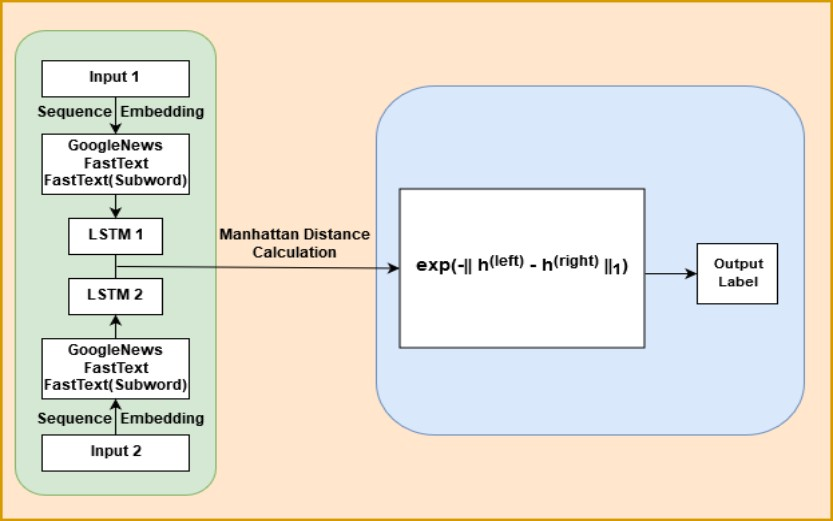 Input 1
Sequence Embedding
GoogleNews
FastText
FastText(Subword)
LSTM 1
Manhattan Distance
Calculation
LSTM 2
GoogleNews
FastText
FastText(Subword)
Sequence Embedding
Input 2
exp(-‖ h^(left) - h^(right) ‖₁)
Output
Label